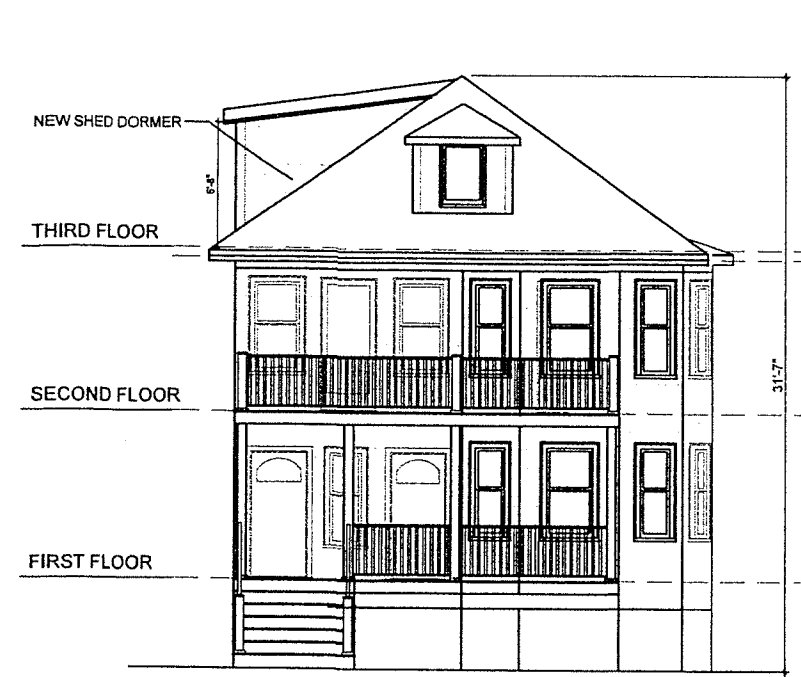 NEW SHED DORMER
6'-8"
THIRD FLOOR
31'-7"
SECOND FLOOR
FIRST FLOOR